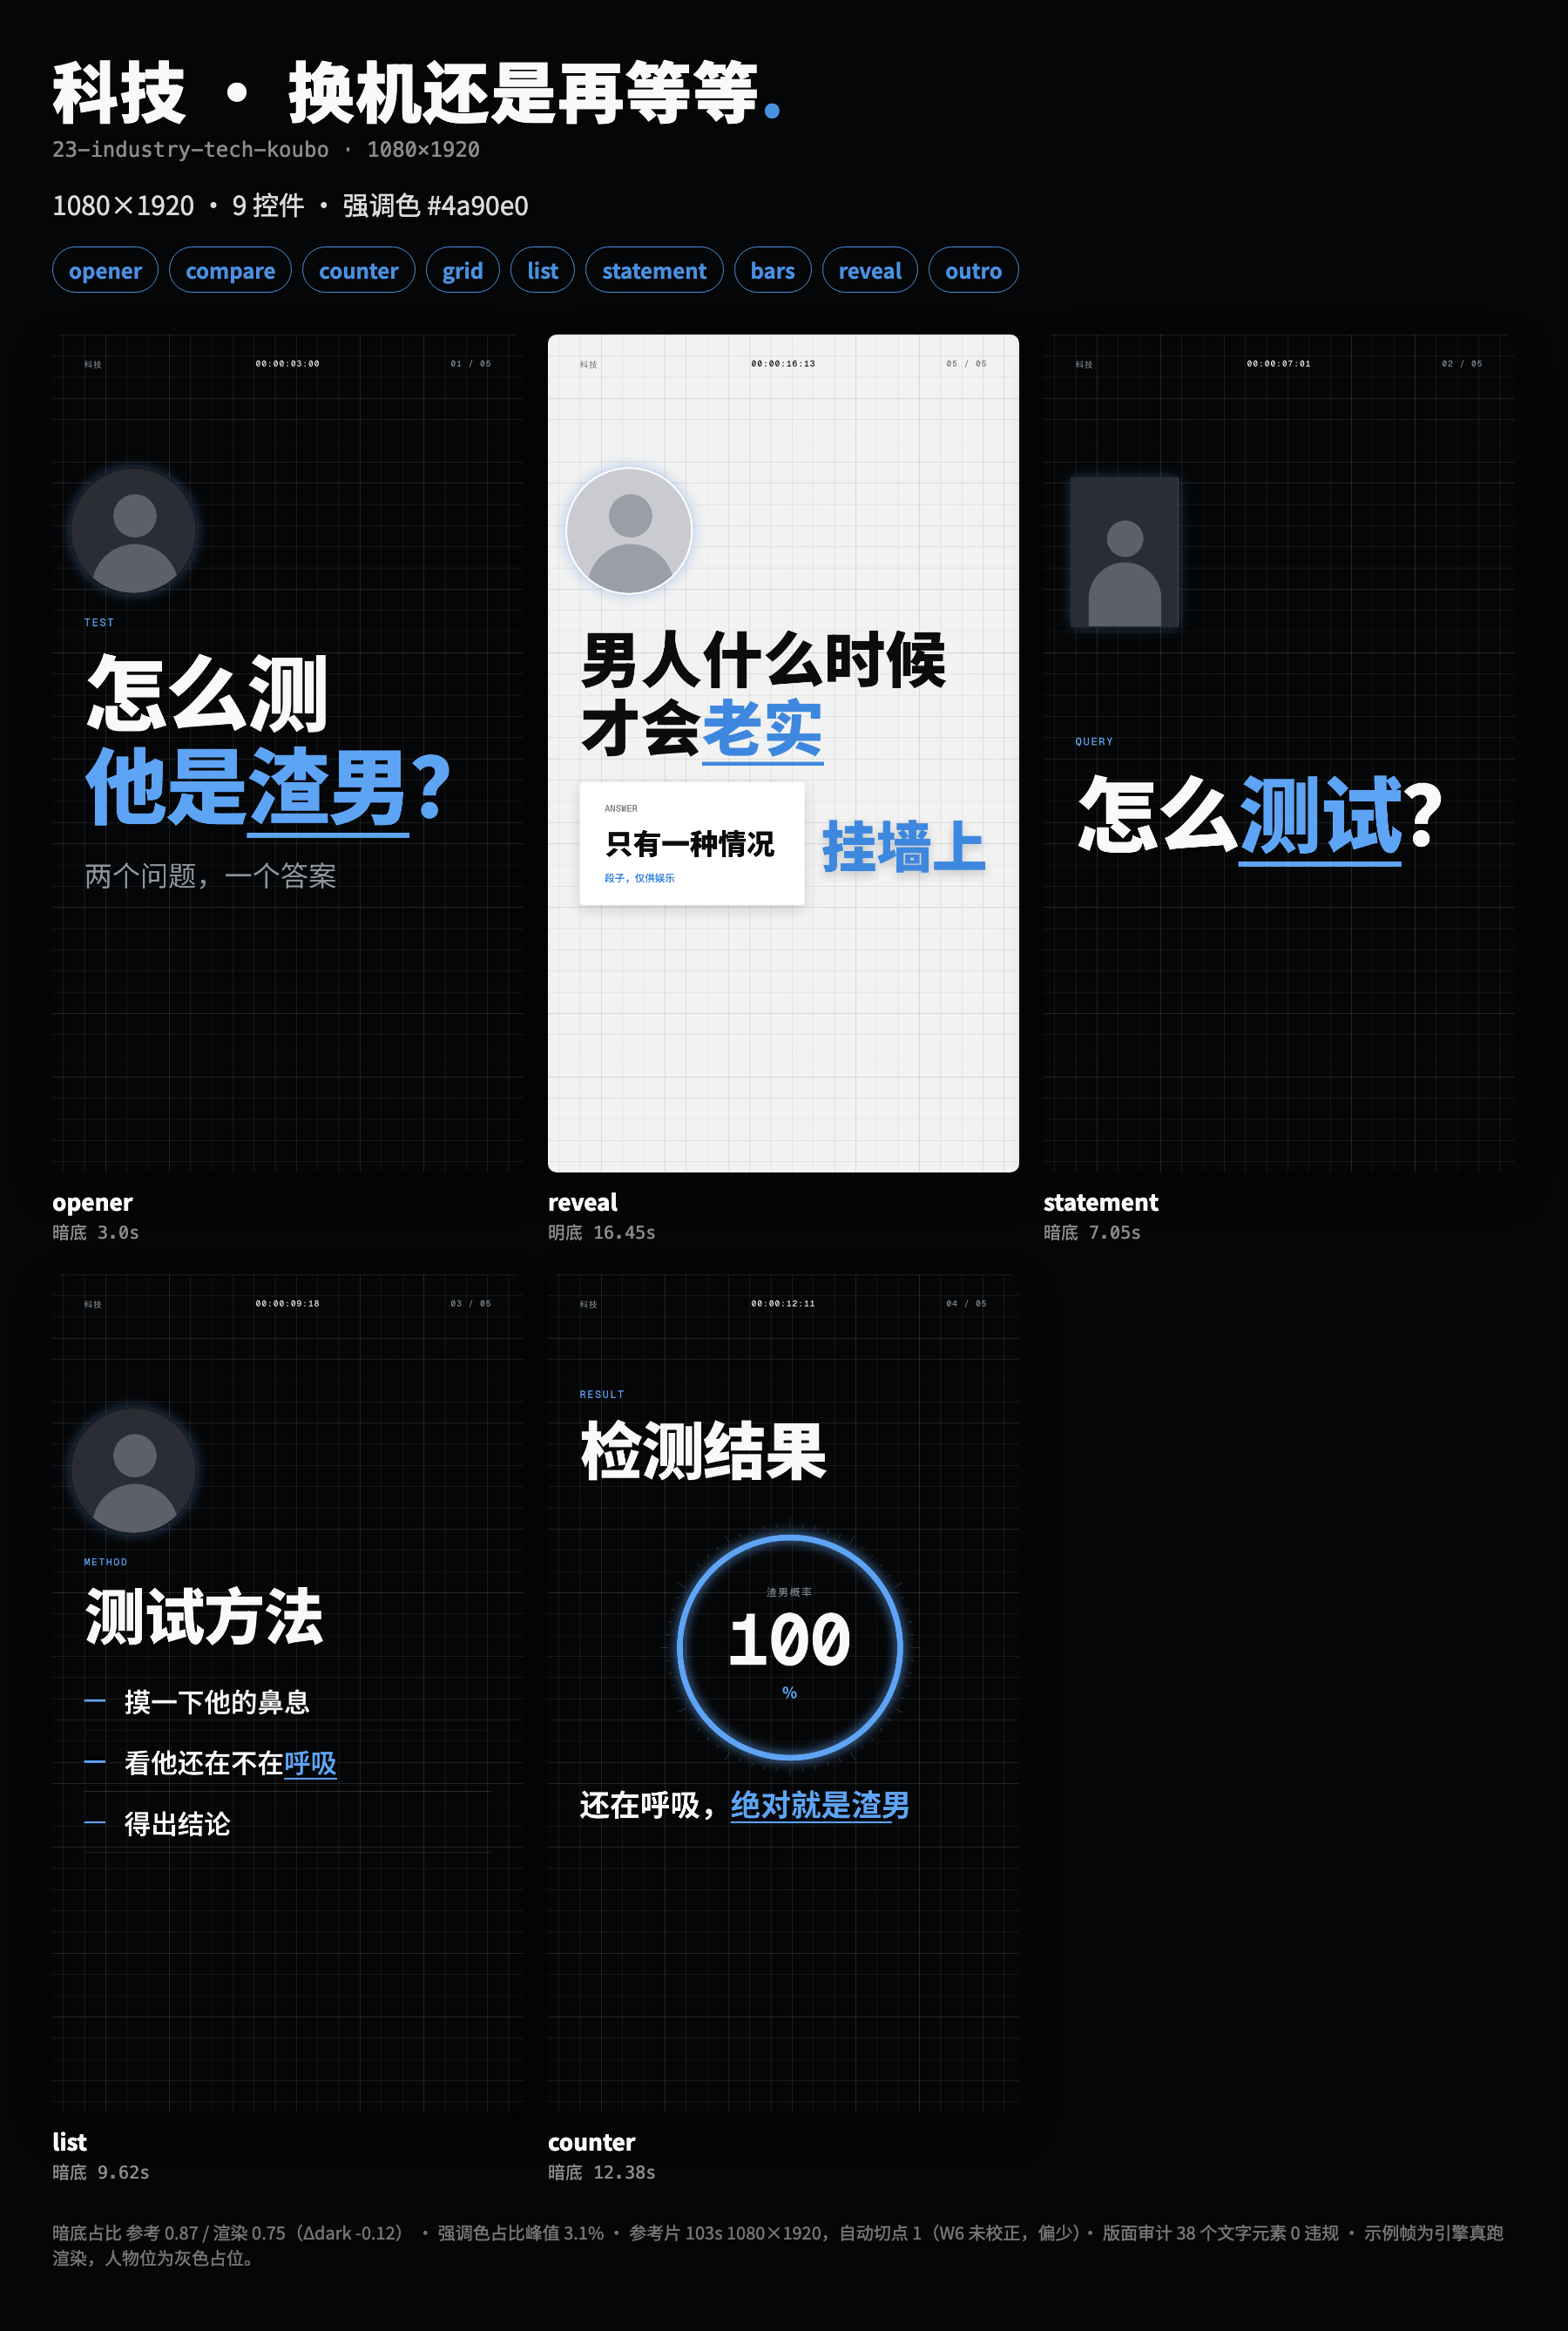 科技 · 换机还是再等等.
23-industry-tech-koubo · 1080×1920
1080×1920 · 9 控件 · 强调色 #4a90e0
opener compare counter grid list statement bars reveal outro
科技 00:00:03:00 01 / 05
TEST
怎么测
他是渣男?
两个问题，一个答案
opener
暗底 3.0s
科技 00:00:16:13 05 / 05
男人什么时候
才会老实
ANSWER
只有一种情况
段子，仅供娱乐
挂墙上
reveal
明底 16.45s
科技 00:00:07:01 02 / 05
QUERY
怎么测试?
statement
暗底 7.05s
科技 00:00:09:18 03 / 05
METHOD
测试方法
摸一下他的鼻息
看他还在不在呼吸
得出结论
list
暗底 9.62s
科技 00:00:12:11 04 / 05
RESULT
检测结果
渣男概率
100
%
还在呼吸，绝对就是渣男
counter
暗底 12.38s
暗底占比 参考 0.87 / 渲染 0.75（Δdark -0.12） · 强调色占比峰值 3.1% · 参考片 103s 1080×1920，自动切点 1（W6 未校正，偏少）· 版面审计 38 个文字元素 0 违规 · 示例帧为引擎真跑
渲染，人物位为灰色占位。